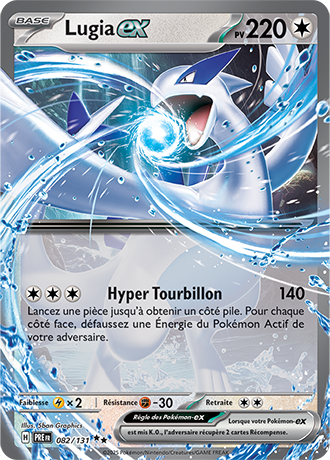 BASE Lugia ex PV 220
Hyper Tourbillon 140
Lancez une pièce jusqu'à obtenir un côté pile. Pour chaque
côté face, défaussez une Énergie du Pokémon Actif de
votre adversaire.
Faiblesse ×2 Résistance -30 Retraite
Illus. 5ban Graphics
Règle des Pokémon-ex Lorsque votre Pokémon-ex
est mis K.O., l'adversaire récupère 2 cartes Récompense.
H PRE FR 082/131
©2025 Pokémon/Nintendo/Creatures/GAME FREAK